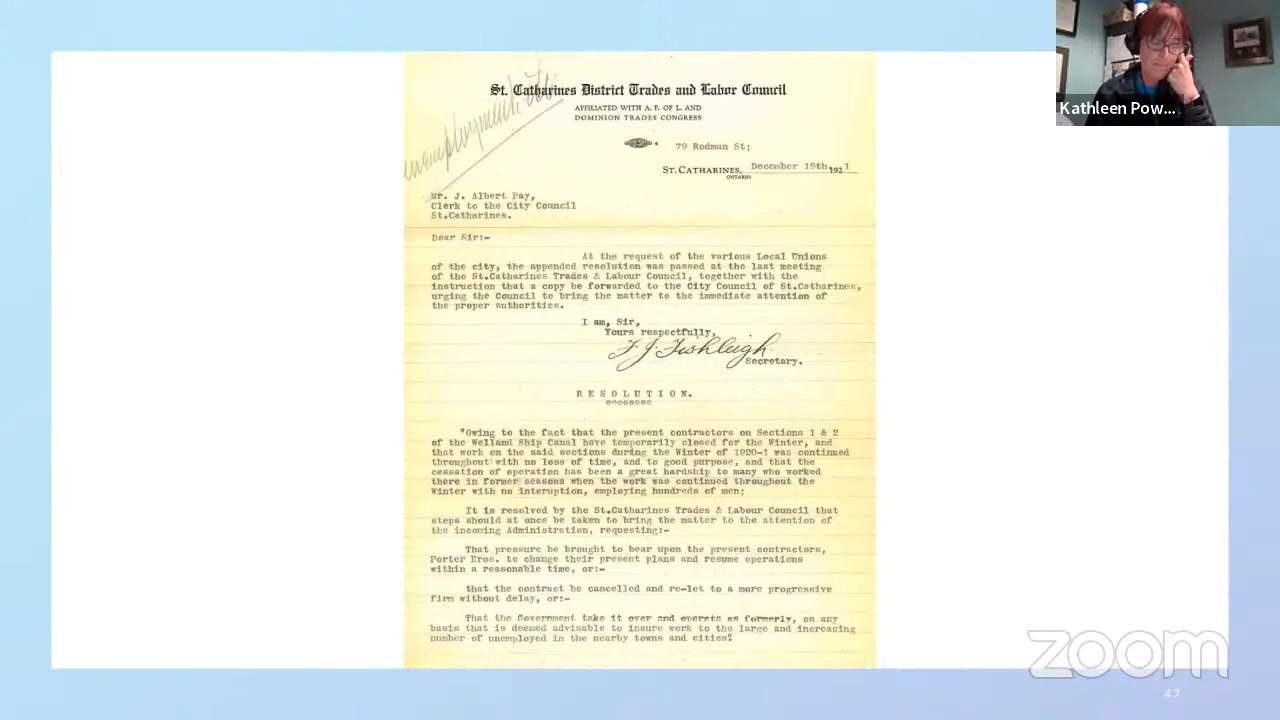 Kathleen Pow...
unemployment
St. Catharines District Trades and Labor Council
AFFILIATED WITH A. F. OF L. AND
DOMINION TRADES CONGRESS
79 Rodman St;
ST. CATHARINES, December 19th, 1921
ONTARIO
Mr. J. Albert Pay,
Clerk to the City Council
St.Catharines.
Dear Sir:-
At the request of the various Local Unions
of the city, the appended resolution was passed at the last meeting
of the St.Catharines Trades & Labour Council, together with the
instruction that a copy be forwarded to the City Council of St.Catharines,
urging the Council to bring the matter to the immediate attention of
the proper authorities.
I am, Sir,
Yours respectfully,
F. J. Fishleigh.
Secretary.
RESOLUTION.
"Owing to the fact that the present contractors on Sections 1 & 2
of the Welland Ship Canal have temporarily closed for the Winter, and
that work on the said sections during the Winter of 1920-1 was continued
throughout with no loss of time, and to good purpose, and that the
cessation of operation has been a great hardship to many who worked
there in former seasons when the work was continued throughout the
Winter with no interuption, employing hundreds of men;
It is resolved by the St.Catharines Trades & Labour Council that
steps should at once be taken to bring the matter to the attention of
the incoming Administration, requesting:-
That pressure be brought to bear upon the present contractors,
Porter Bros. to change their present plans and resume operations
within a reasonable time, or:-
that the contract be cancelled and re-let to a more progressive
firm without delay, or:-
That the Government take it over and operate as formerly, on any
basis that is deemed advisable to insure work to the large and increasing
number of unemployed in the nearby towns and cities"
zoom
47